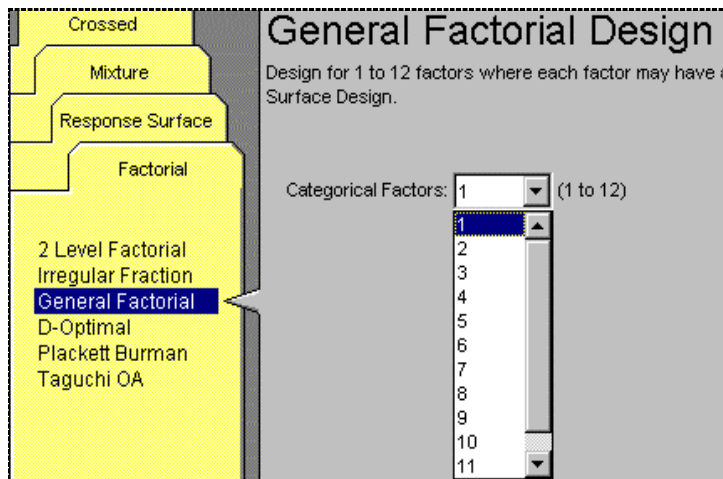 Crossed
Mixture
Response Surface
Factorial
2 Level Factorial
Irregular Fraction
General Factorial
D-Optimal
Plackett Burman
Taguchi OA
General Factorial Design
Design for 1 to 12 factors where each factor may have a
Surface Design.
Categorical Factors: 1 (1 to 12)
1
2
3
4
5
6
7
8
9
10
11